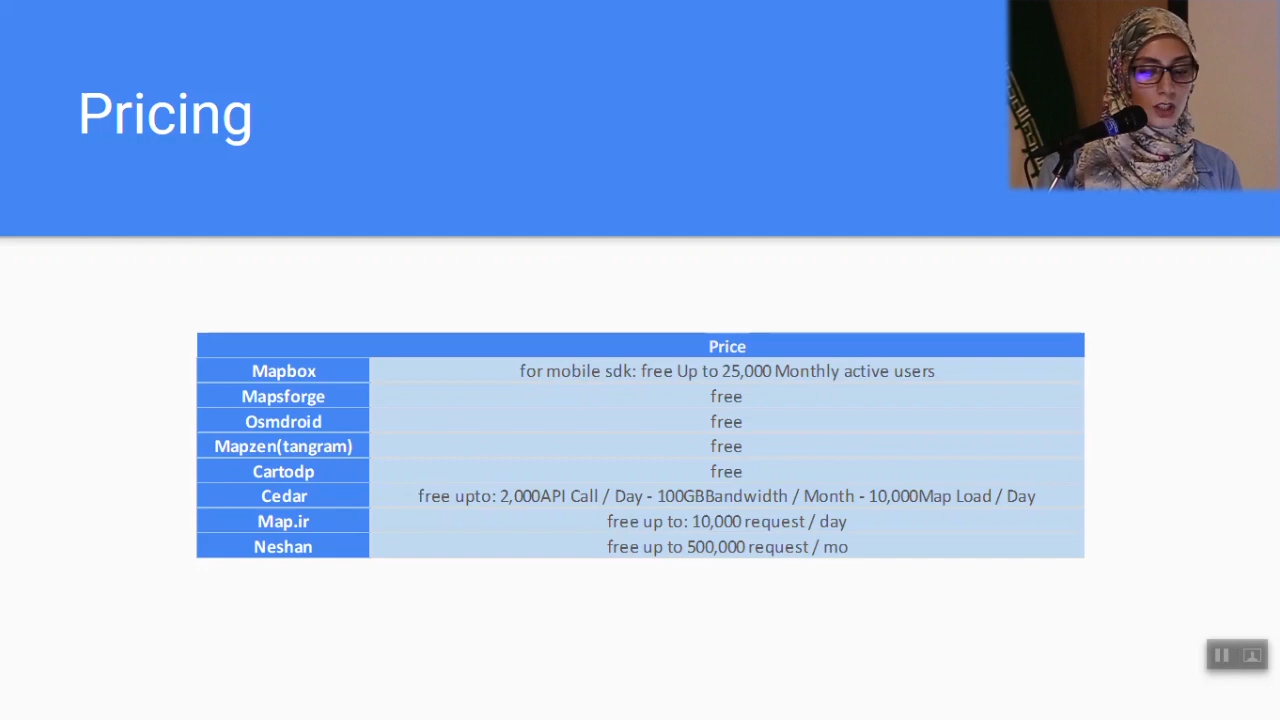 Pricing
Price
Mapbox for mobile sdk: free Up to 25,000 Monthly active users
Mapsforge free
Osmdroid free
Mapzen(tangram) free
Cartodp free
Cedar free upto: 2,000API Call / Day - 100GBBandwidth / Month - 10,000Map Load / Day
Map.ir free up to: 10,000 request / day
Neshan free up to 500,000 request / mo